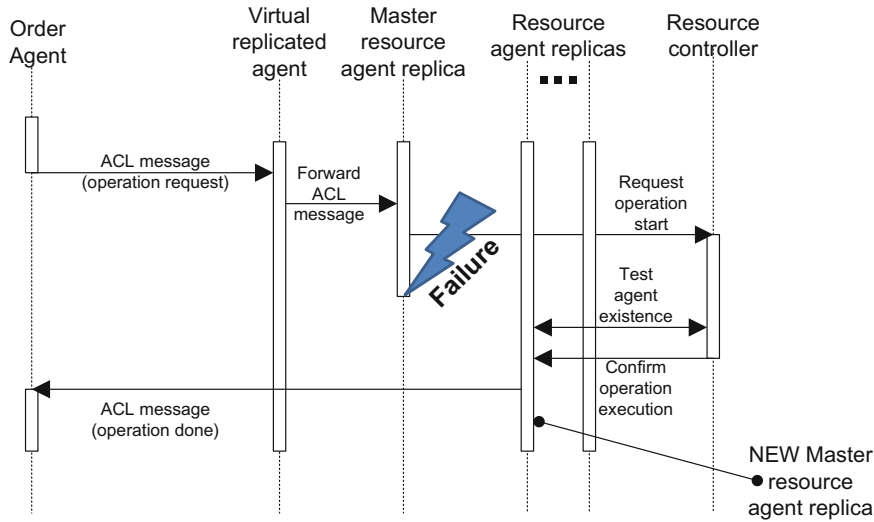 Order
Agent
Virtual
replicated
agent
Master
resource
agent replica
Resource
agent replicas
Resource
controller
ACL message
(operation request)
Forward
ACL
message
Request
operation
start
Failure
Test
agent
existence
Confirm
operation
execution
ACL message
(operation done)
NEW Master
resource
agent replica